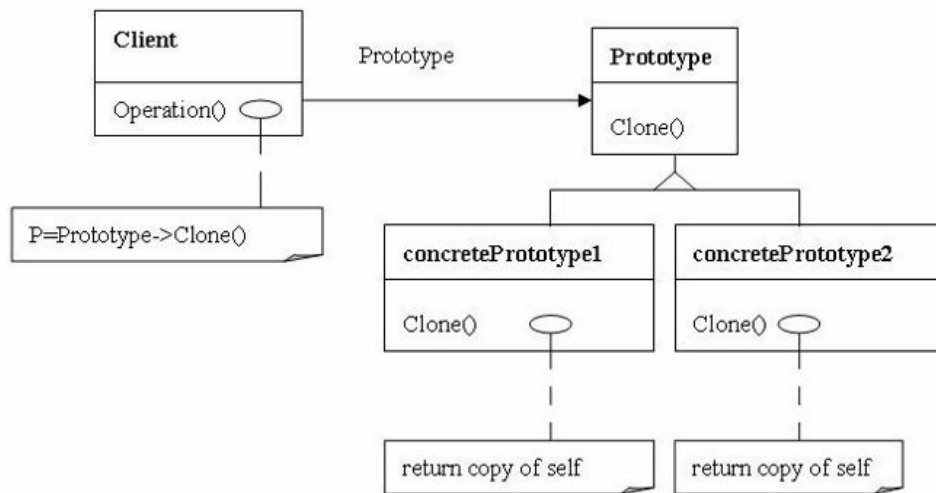 Client
Operation()
Prototype
Prototype
Clone()
P=Prototype->Clone()
concretePrototype1
Clone()
concretePrototype2
Clone()
return copy of self
return copy of self